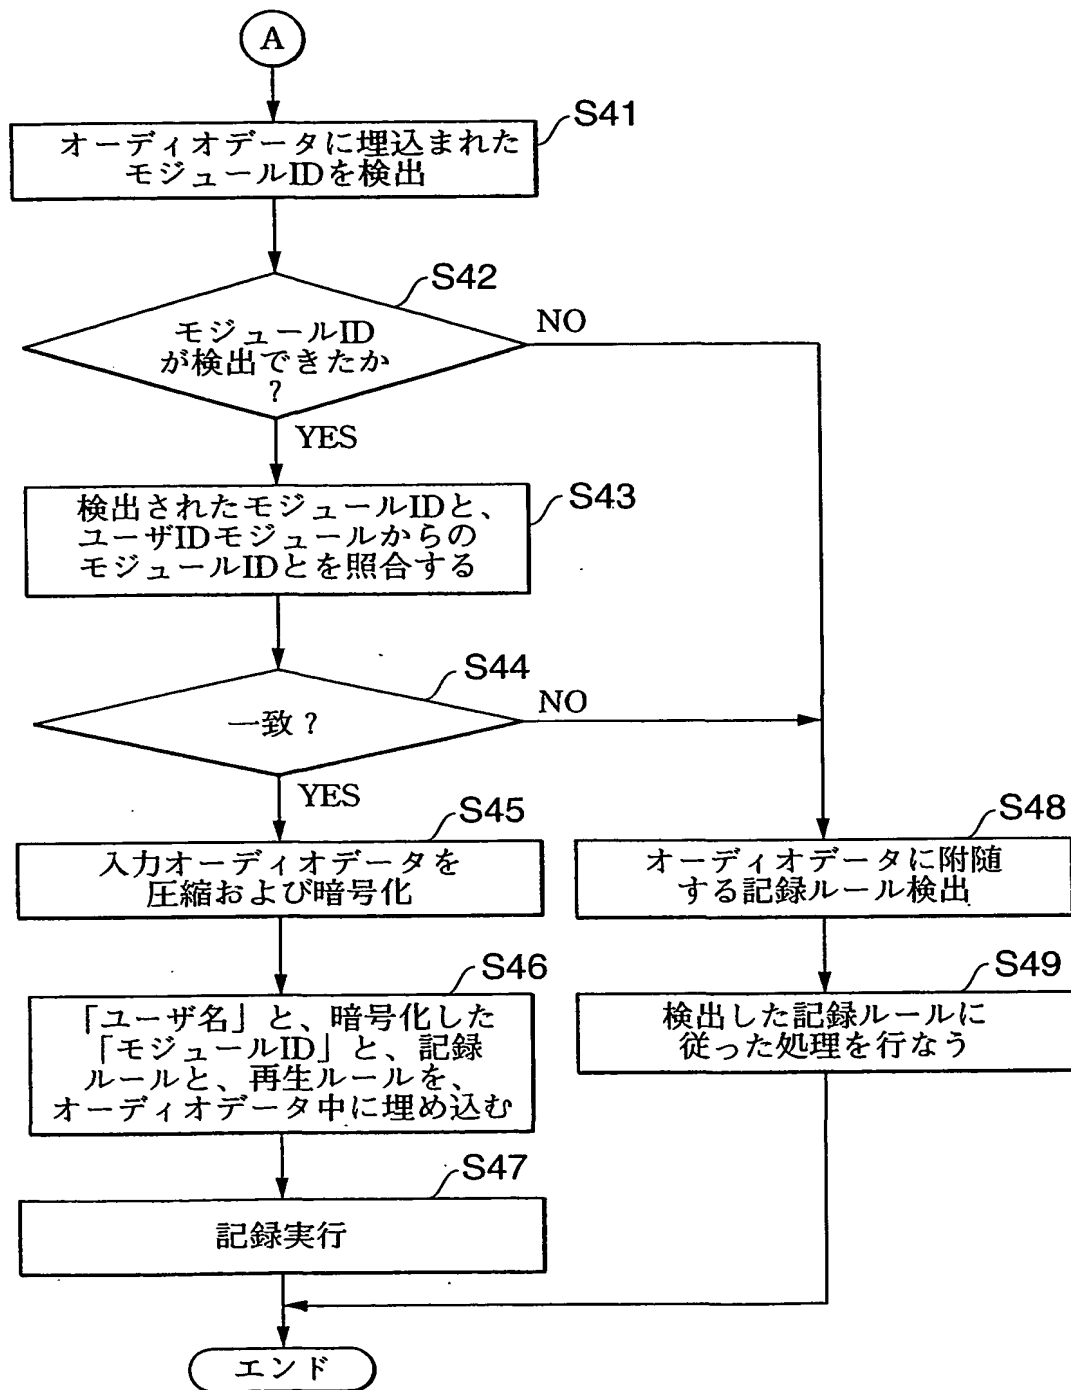 A
S41
オーディオデータに埋込まれた
モジュールIDを検出
S42
モジュールID
が検出できたか
?
NO
YES
S43
検出されたモジュールIDと、
ユーザIDモジュールからの
モジュールIDとを照合する
S44
一致?
NO
YES
S45
入力オーディオデータを
圧縮および暗号化
S46
「ユーザ名」と、暗号化した
「モジュールID」と、記録
ルールと、再生ルールを、
オーディオデータ中に埋め込む
S47
記録実行
S48
オーディオデータに附随
する記録ルール検出
S49
検出した記録ルールに
従った処理を行なう
エンド